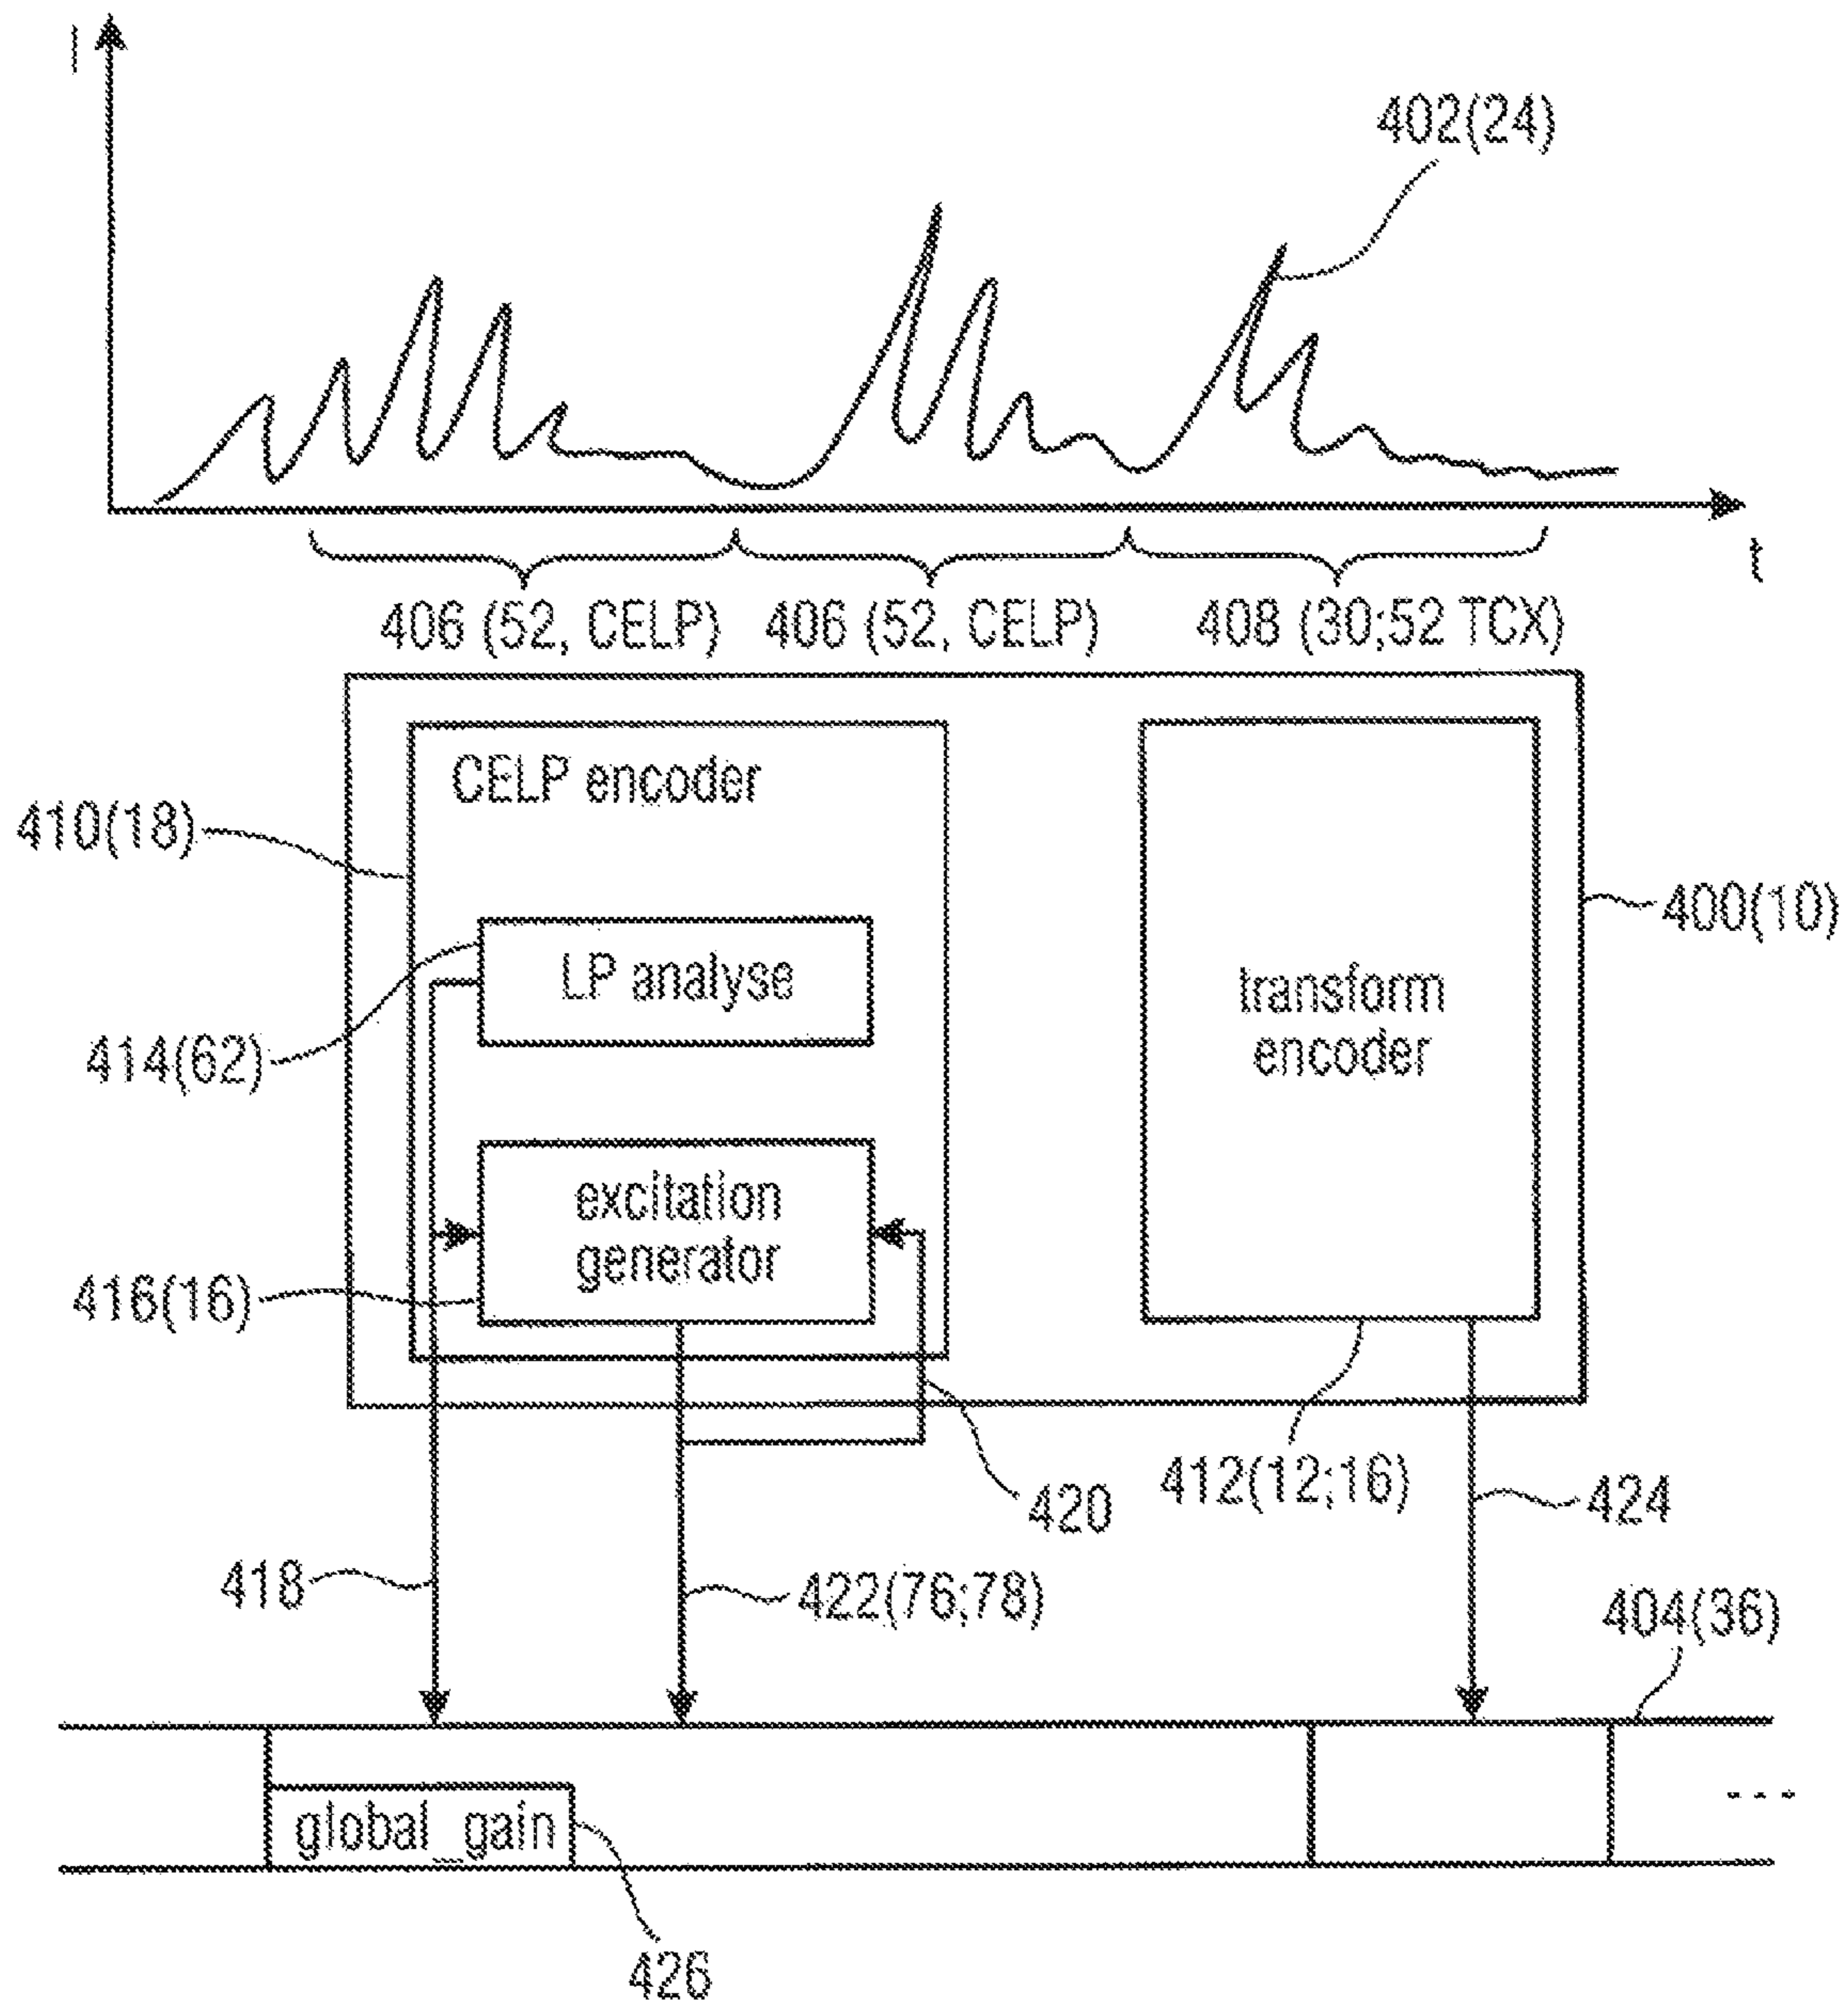 I
402(24)
t
406 (52, CELP) 406 (52, CELP) 408 (30;52 TCX)
CELP encoder
410(18)
400(10)
LP analyse
transform
encoder
414(62)
excitation
generator
416(16)
412(12;16)
420
424
418
422(76;78)
404(36)
global_gain
...
426